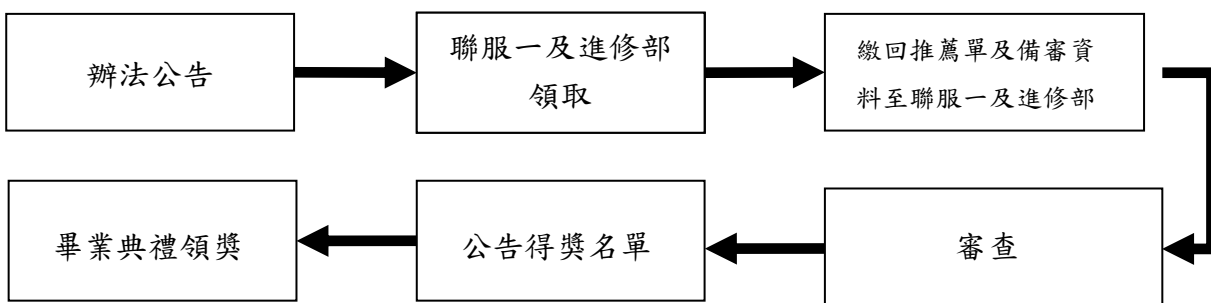 辦法公告
聯服一及進修部
領取
繳回推薦單及備審資
料至聯服一及進修部
審查
公告得獎名單
畢業典禮領獎